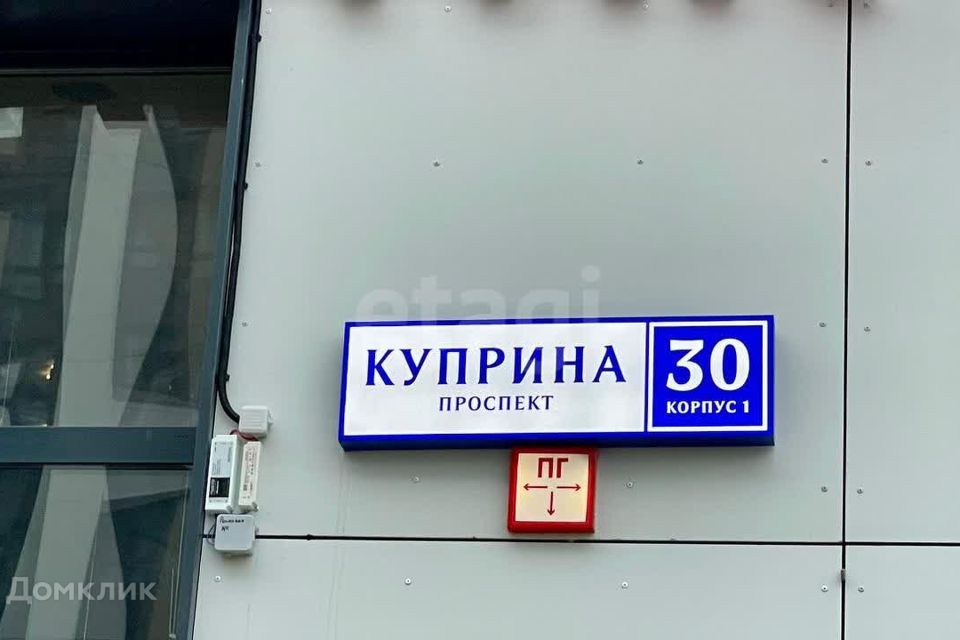 etagi
КУПРИНА
ПРОСПЕКТ
30
КОРПУС 1
ПГ
Домклик